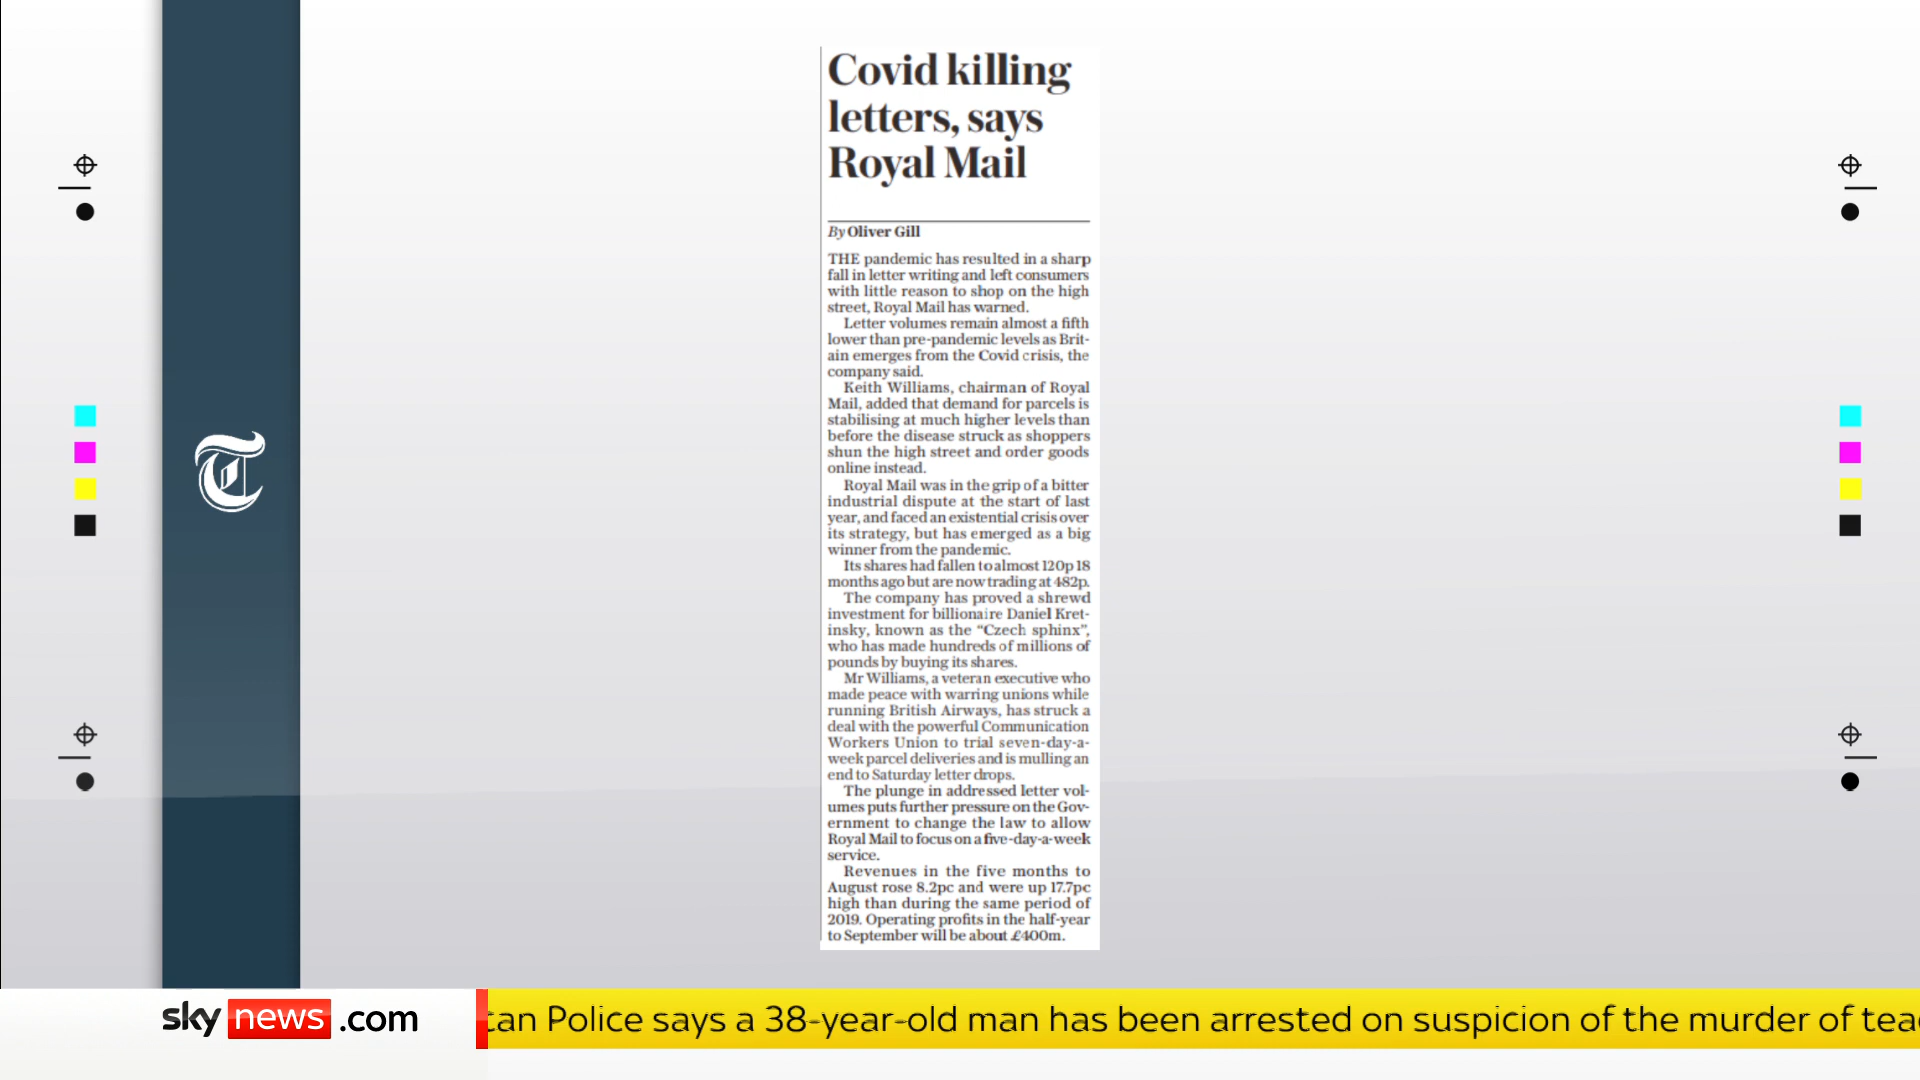 Covid killing
letters, says
Royal Mail
By Oliver Gill
THE pandemic has resulted in a sharp
fall in letter writing and left consumers
with little reason to shop on the high
street, Royal Mail has warned.
Letter volumes remain almost a fifth
lower than pre-pandemic levels as Brit-
ain emerges from the Covid crisis, the
company said.
Keith Williams, chairman of Royal
Mail, added that demand for parcels is
stabilising at much higher levels than
before the disease struck as shoppers
shun the high street and order goods
online instead.
Royal Mail was in the grip of a bitter
industrial dispute at the start of last
year, and faced an existential crisis over
its strategy, but has emerged as a big
winner from the pandemic.
Its shares had fallen to almost 120p 18
months ago but are now trading at 482p.
The company has proved a shrewd
investment for billionaire Daniel Kret-
insky, known as the “Czech sphinx”,
who has made hundreds of millions of
pounds by buying its shares.
Mr Williams, a veteran executive who
made peace with warring unions while
running British Airways, has struck a
deal with the powerful Communication
Workers Union to trial seven-day-a-
week parcel deliveries and is mulling an
end to Saturday letter drops.
The plunge in addressed letter vol-
umes puts further pressure on the Gov-
ernment to change the law to allow
Royal Mail to focus on a five-day-a-week
service.
Revenues in the five months to
August rose 8.2pc and were up 17.7pc
high than during the same period of
2019. Operating profits in the half-year
to September will be about £400m.
T
sky news .com
tan Police says a 38-year-old man has been arrested on suspicion of the murder of tea